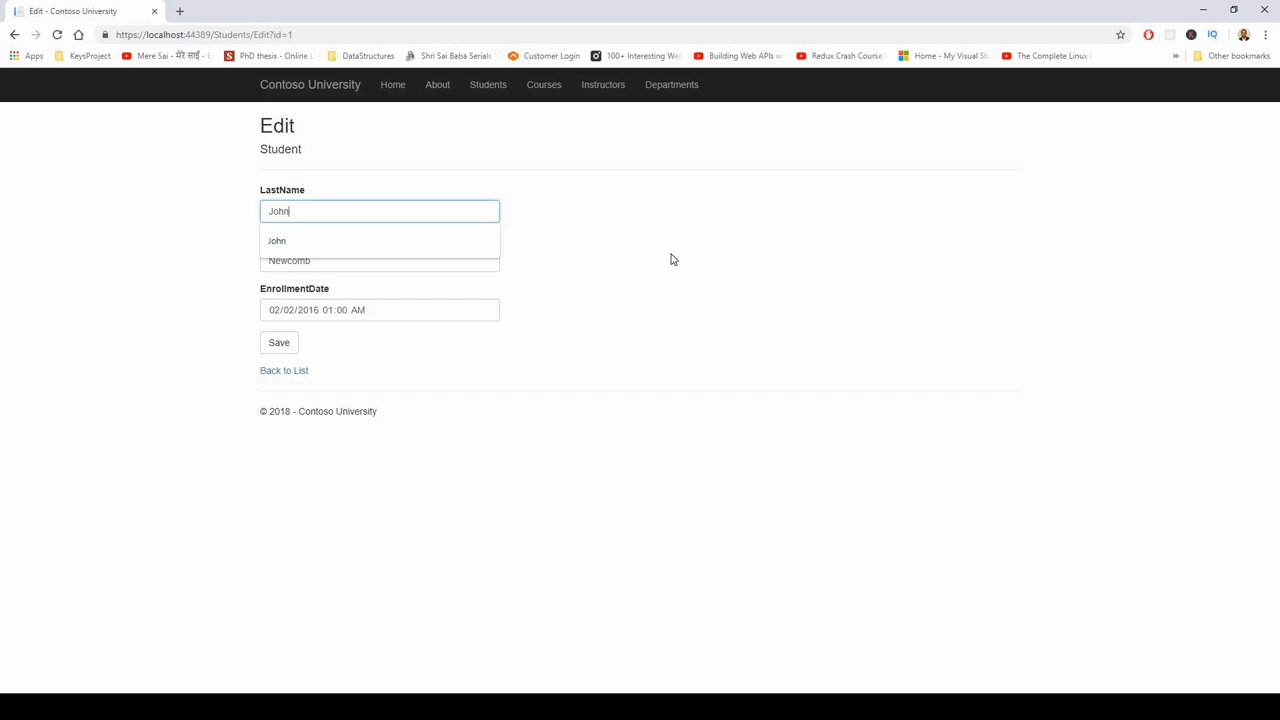 Edit - Contoso University
https://localhost:44389/Students/Edit?id=1
Apps KeysProject Mere Sai - मेरे साईं - PhD thesis - Online L DataStructures Shri Sai Baba Serials Customer Login 100+ Interesting We Building Web APIs w Redux Crash Course Home - My Visual St The Complete Linux » Other bookmarks
Contoso University Home About Students Courses Instructors Departments
Edit
Student
LastName
John
John
Newcomb
EnrollmentDate
02/02/2016 01:00 AM
Save
Back to List
© 2018 - Contoso University